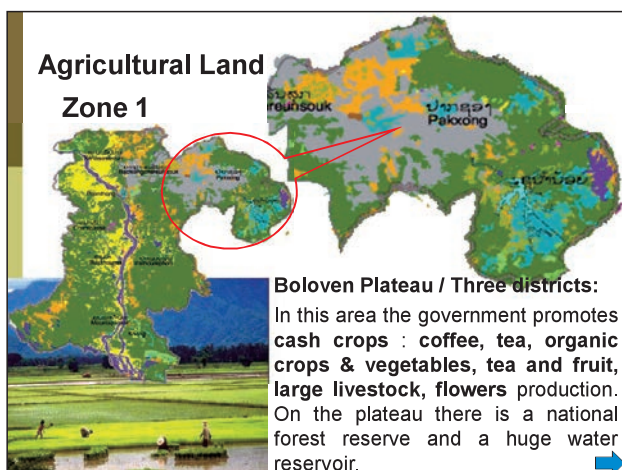 Agricultural Land
Zone 1
ປາກຊອງ
Pakxong
Boloven Plateau / Three districts:
In this area the government promotes
cash crops : coffee, tea, organic
crops & vegetables, tea and fruit,
large livestock, flowers production.
On the plateau there is a national
forest reserve and a huge water
reservoir.